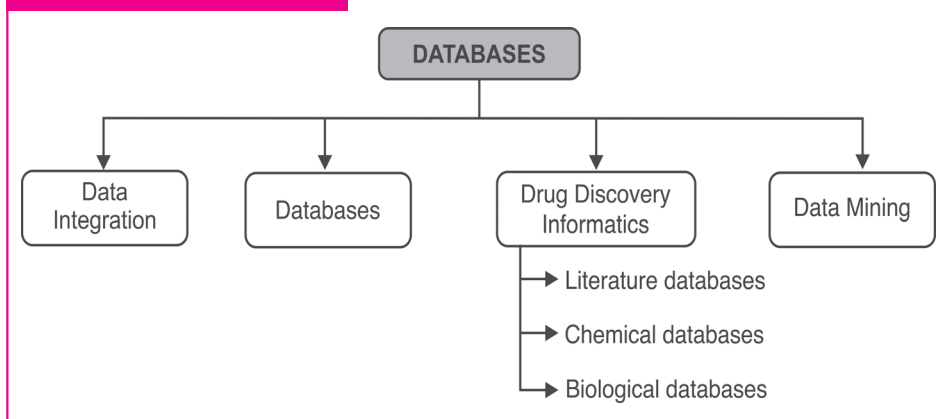 DATABASES
Data
Integration
Databases
Drug Discovery
Informatics
Data Mining
Literature databases
Chemical databases
Biological databases